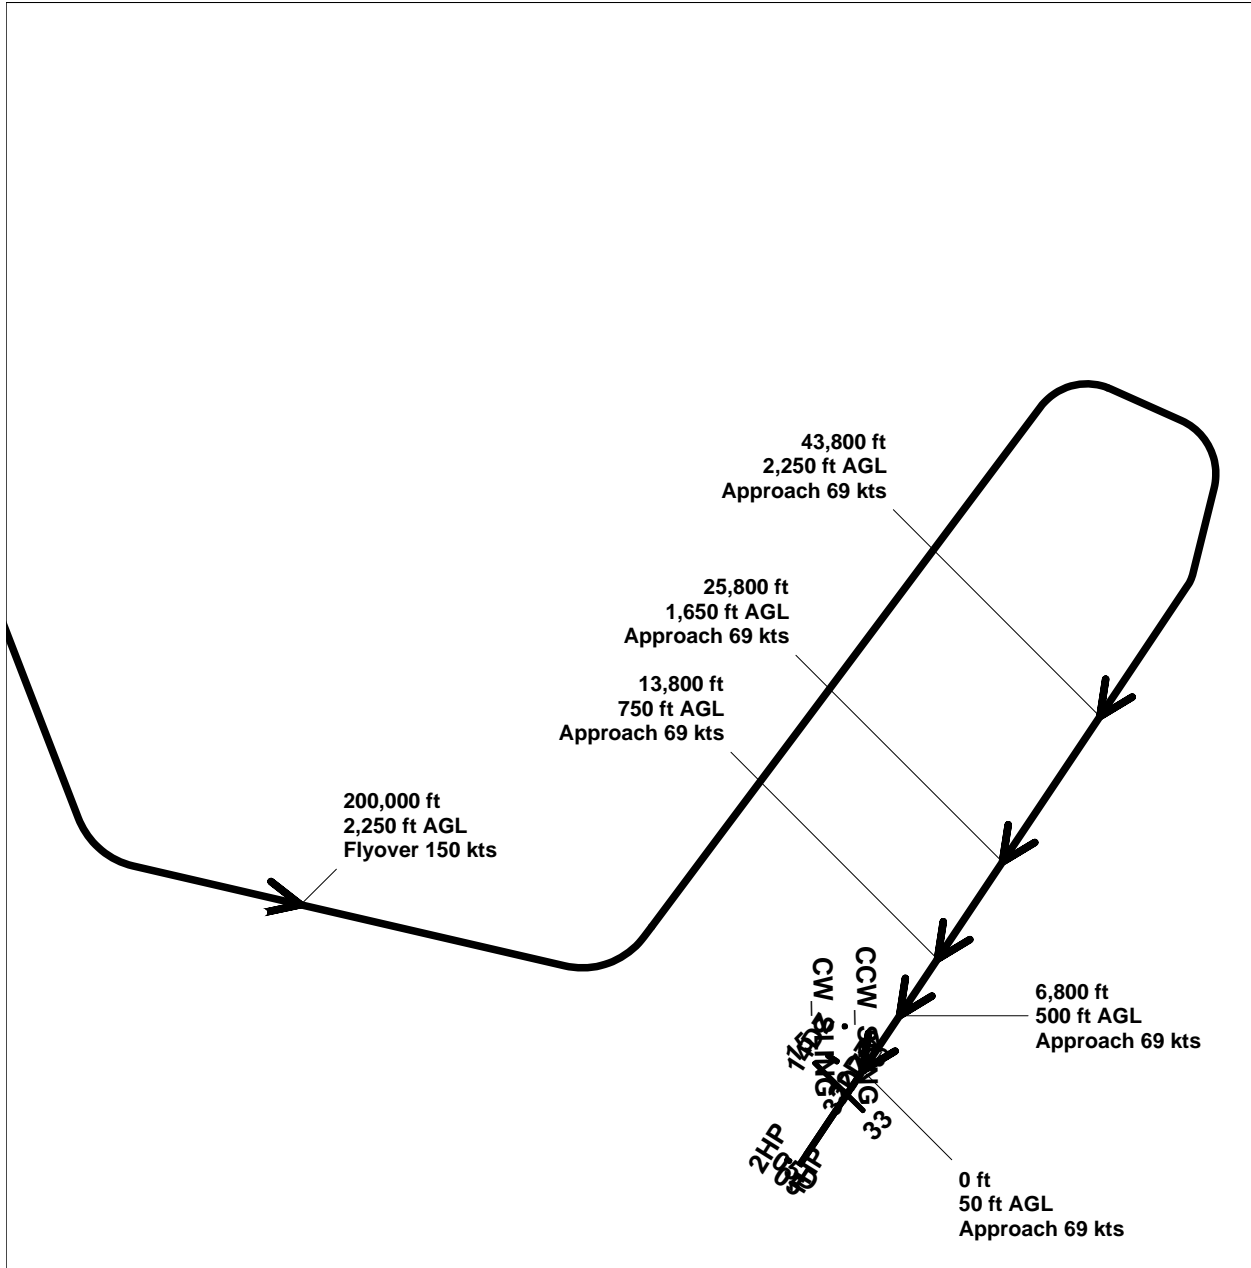 43,800 ft
2,250 ft AGL
Approach 69 kts
25,800 ft
1,650 ft AGL
Approach 69 kts
13,800 ft
750 ft AGL
Approach 69 kts
200,000 ft
2,250 ft AGL
Flyover 150 kts
6,800 ft
500 ft AGL
Approach 69 kts
CW_SLING
CCW_
33
2HP
0 ft
50 ft AGL
Approach 69 kts